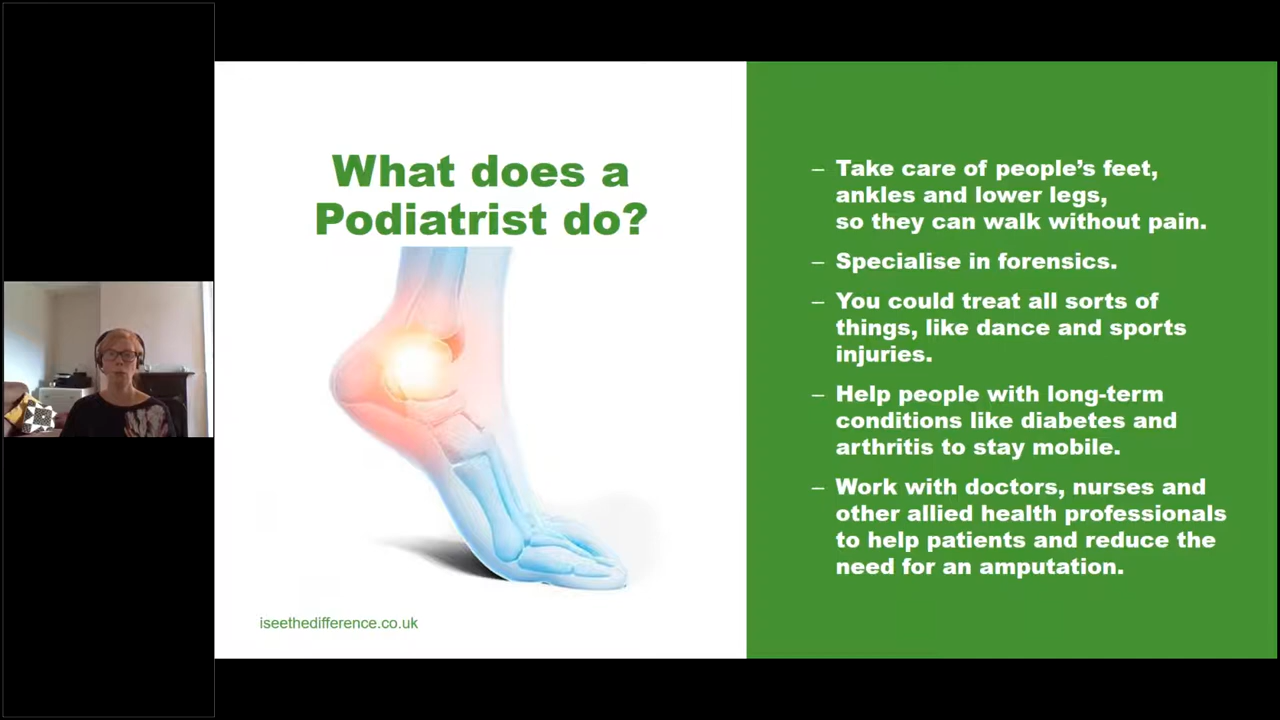 What does a
Podiatrist do?
iseethedifference.co.uk
– Take care of people’s feet,
ankles and lower legs,
so they can walk without pain.
– Specialise in forensics.
– You could treat all sorts of
things, like dance and sports
injuries.
– Help people with long-term
conditions like diabetes and
arthritis to stay mobile.
– Work with doctors, nurses and
other allied health professionals
to help patients and reduce the
need for an amputation.